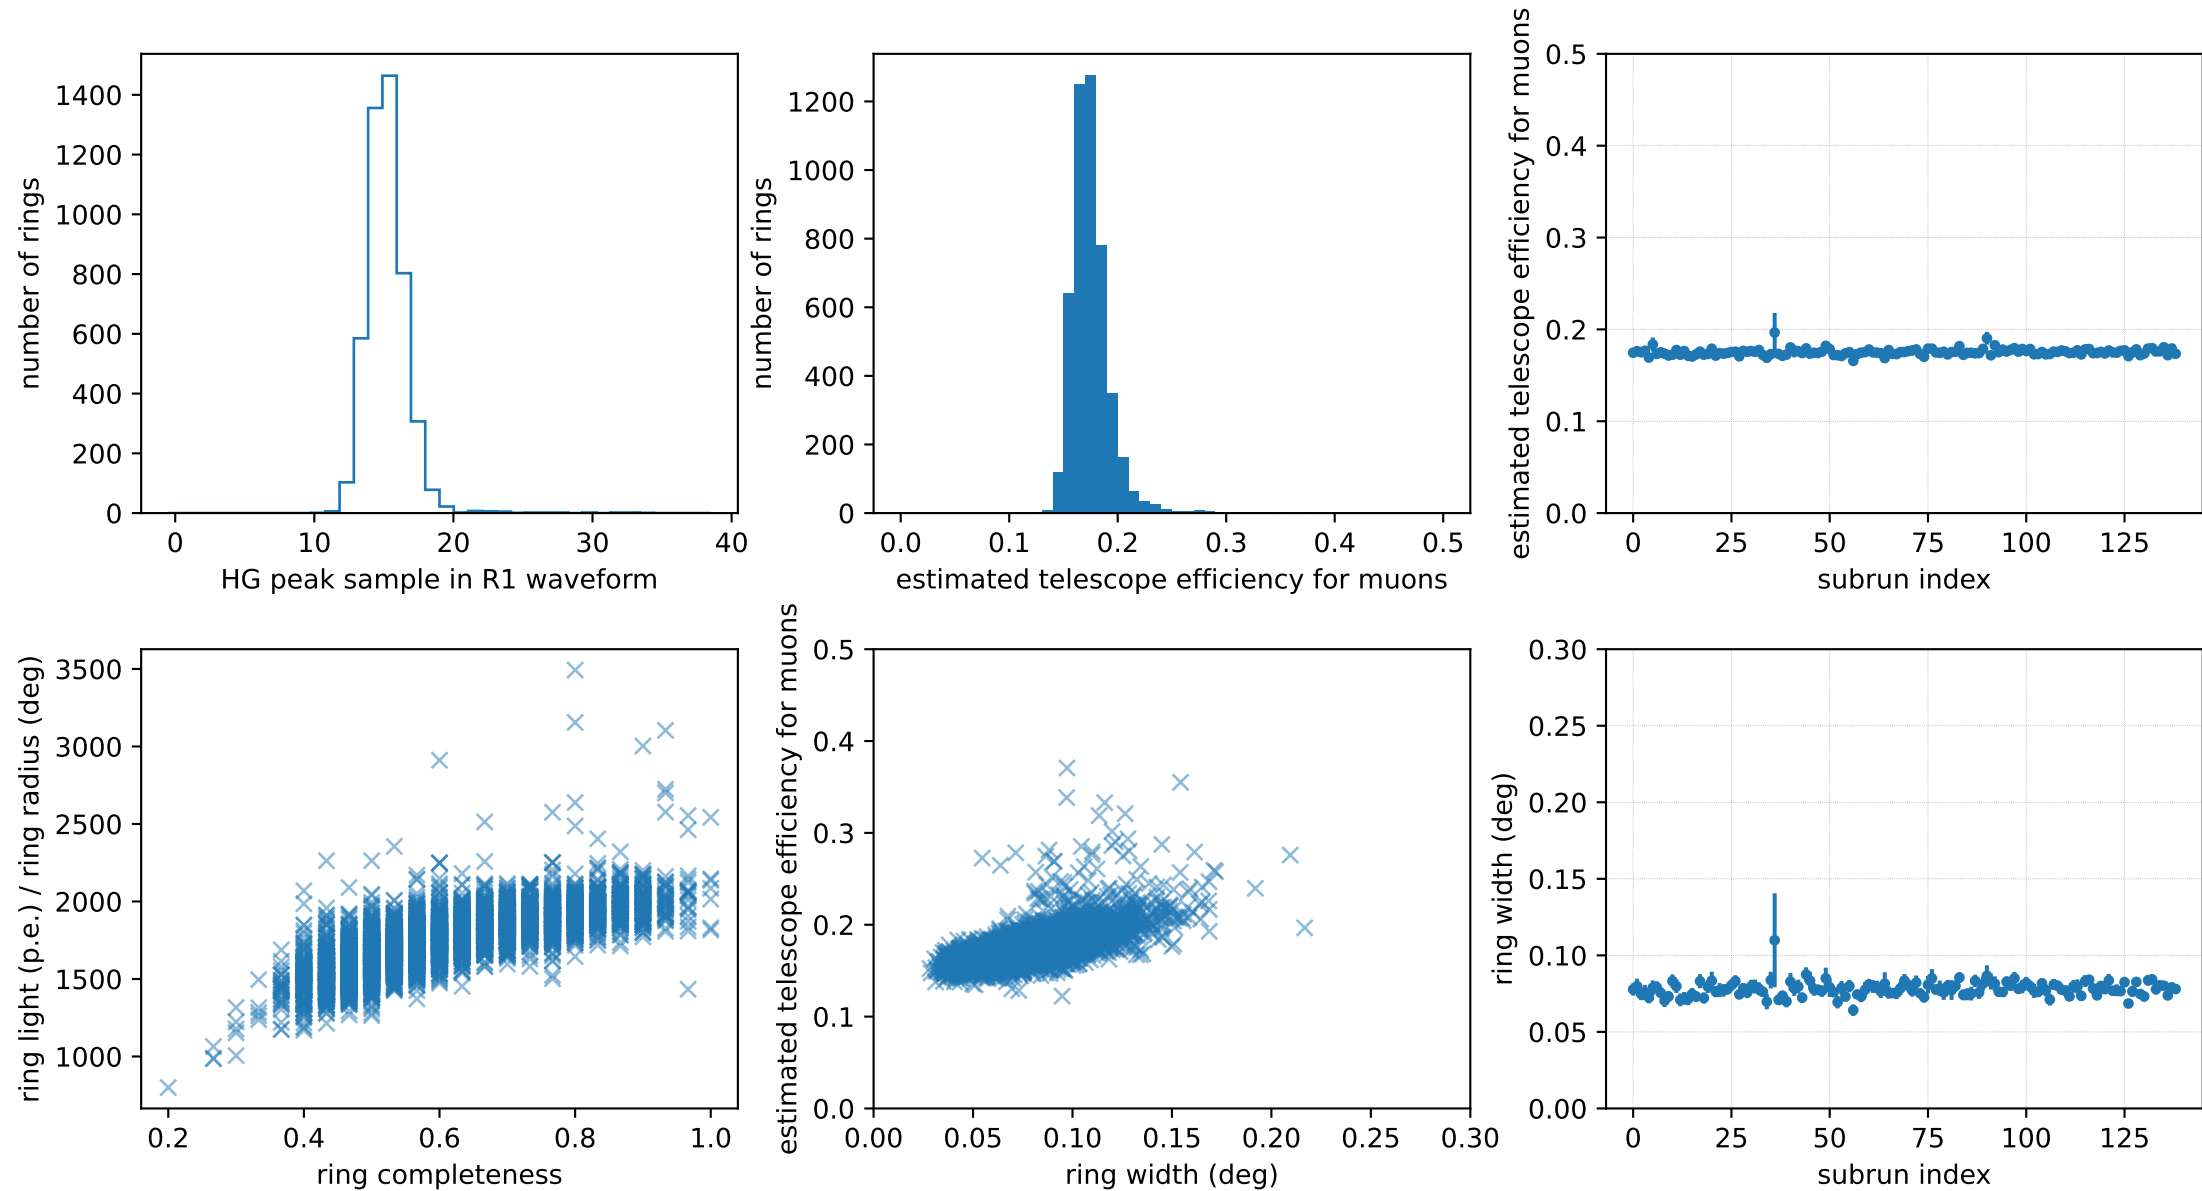 number of rings
1400
1200
1000
800
600
400
200
0
0 10 20 30 40
HG peak sample in R1 waveform
number of rings
1200
1000
800
600
400
200
0
0.0 0.1 0.2 0.3 0.4 0.5
estimated telescope efficiency for muons
estimated telescope efficiency for muons
0.5
0.4
0.3
0.2
0.1
0.0
0 25 50 75 100 125
subrun index
ring light (p.e.) / ring radius (deg)
3500
3000
2500
2000
1500
1000
0.2 0.4 0.6 0.8 1.0
ring completeness
estimated telescope efficiency for muons
0.5
0.4
0.3
0.2
0.1
0.0
0.00 0.05 0.10 0.15 0.20 0.25 0.30
ring width (deg)
ring width (deg)
0.30
0.25
0.20
0.15
0.10
0.05
0.00
0 25 50 75 100 125
subrun index